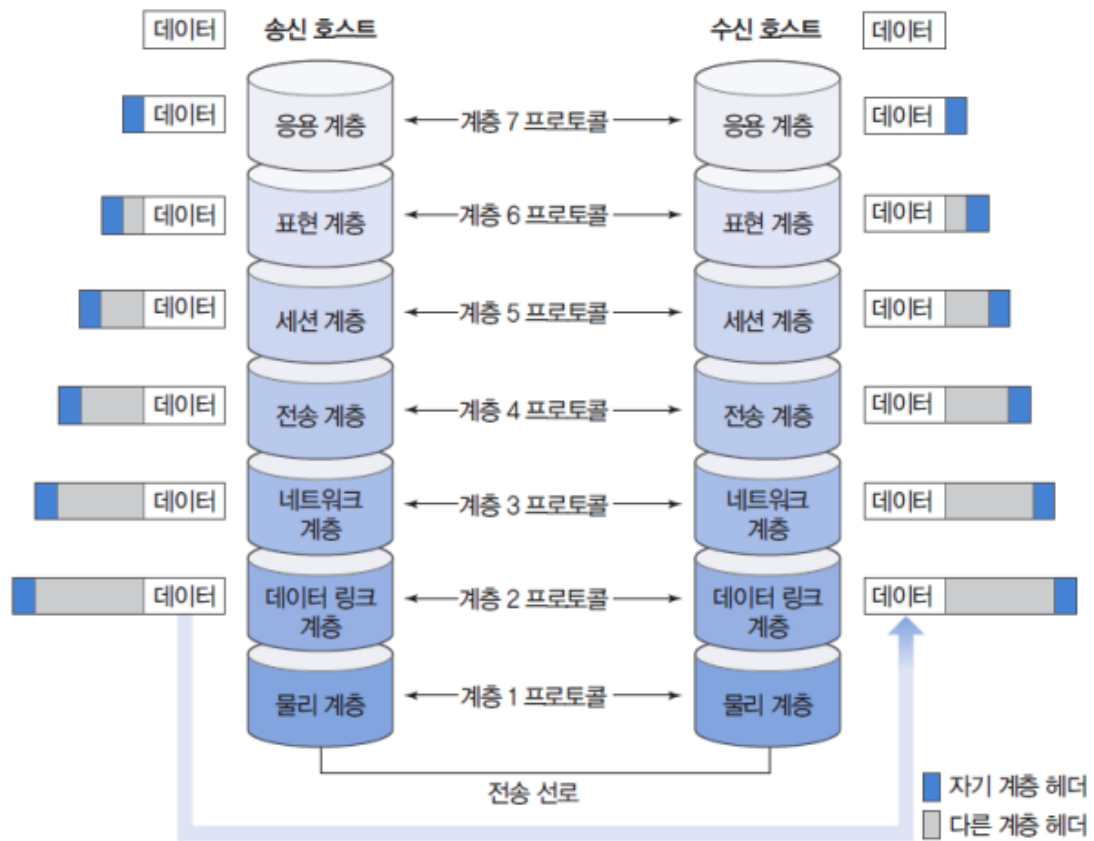 데이터 송신 호스트 수신 호스트 데이터
데이터 응용 계층 계층 7 프로토콜 응용 계층 데이터
데이터 표현 계층 계층 6 프로토콜 표현 계층 데이터
데이터 세션 계층 계층 5 프로토콜 세션 계층 데이터
데이터 전송 계층 계층 4 프로토콜 전송 계층 데이터
데이터 네트워크 계층 3 프로토콜 네트워크 데이터
계층 계층
데이터 데이터 링크 계층 2 프로토콜 데이터 링크 데이터
계층 계층
물리 계층 계층 1 프로토콜 물리 계층
전송 선로
자기 계층 헤더
다른 계층 헤더